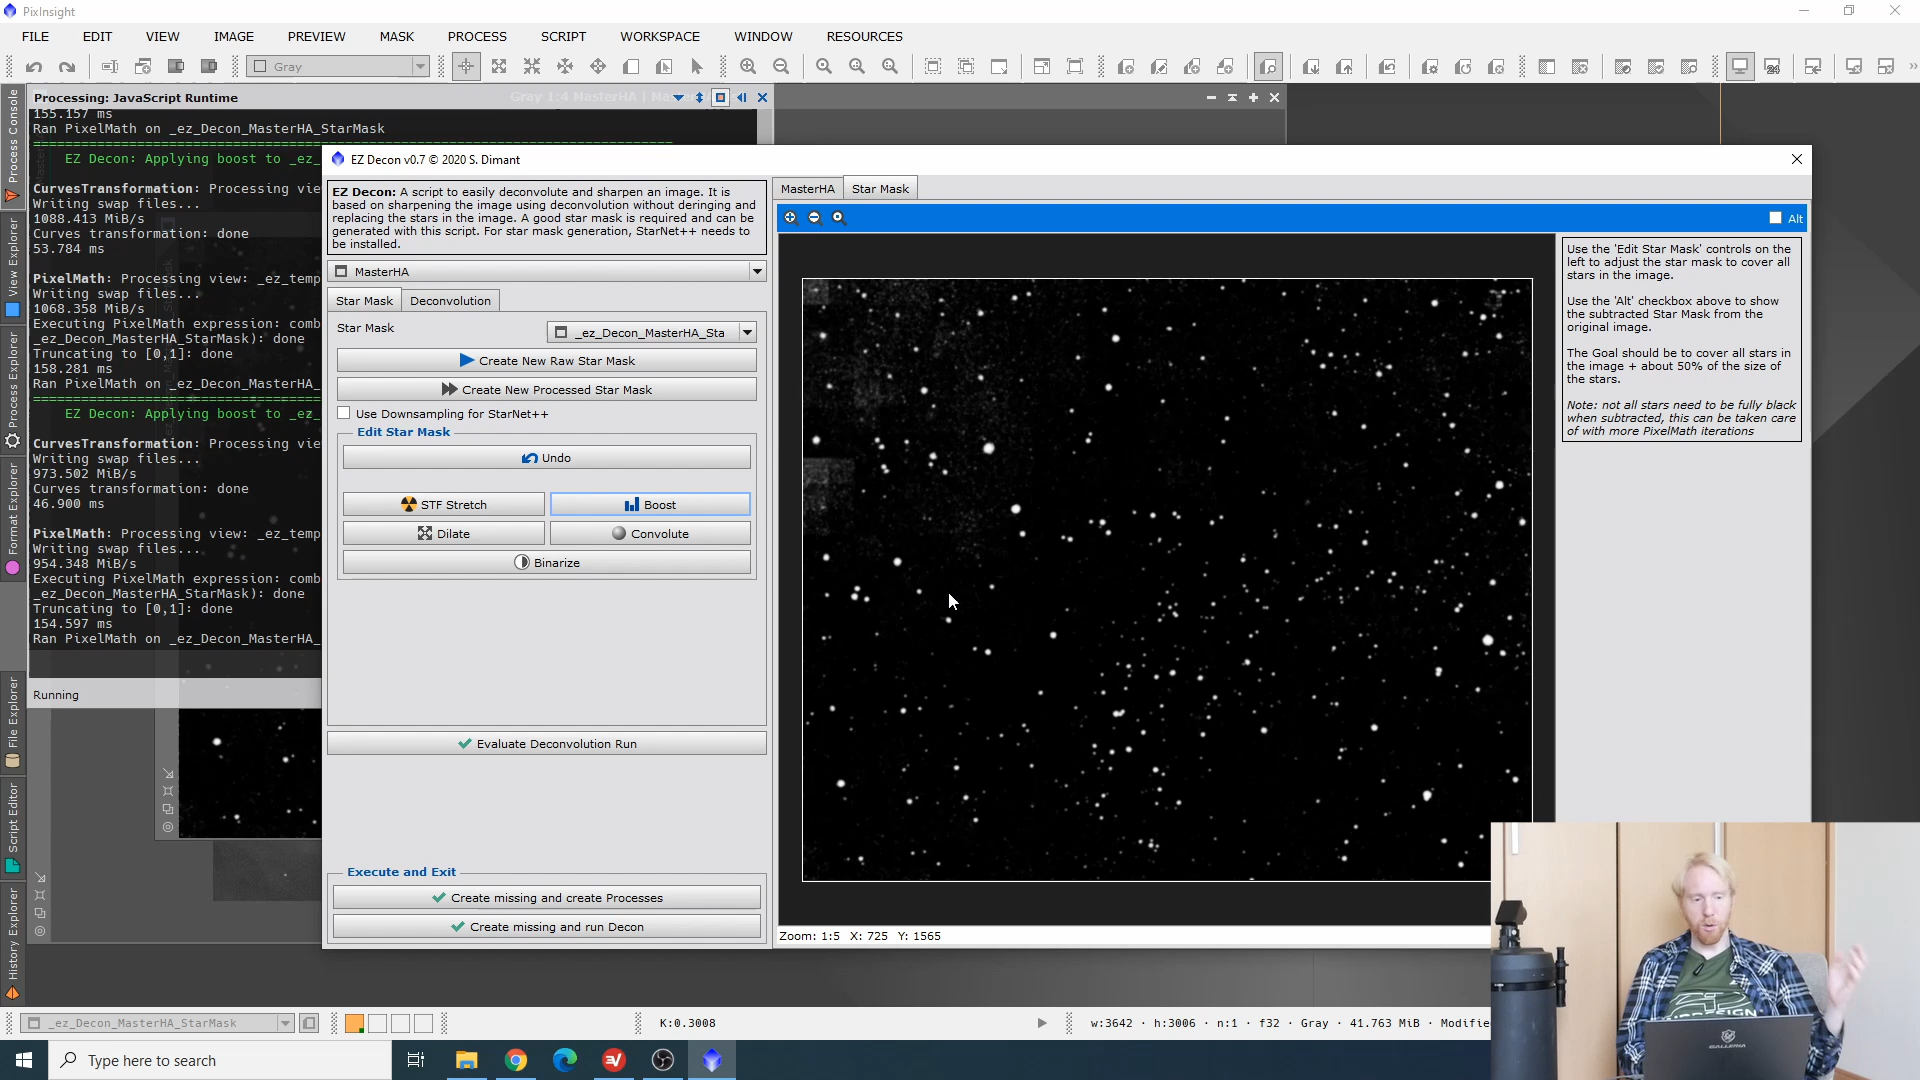 PixInsight
FILE EDIT VIEW IMAGE PREVIEW MASK PROCESS SCRIPT WORKSPACE WINDOW RESOURCES
Gray
Processing: JavaScript Runtime
Gray 1:4 MasterHA
155.157 ms
Ran PixelMath on _ez_Decon_MasterHA_StarMask
EZ Decon: Applying boost to _ez_
CurvesTransformation: Processing vie
Writing swap files...
1088.413 MiB/s
Curves transformation: done
53.784 ms
PixelMath: Processing view: _ez_temp
Writing swap files...
1068.358 MiB/s
Executing PixelMath expression: comb
_ez_Decon_MasterHA_StarMask): done
Truncating to [0,1]: done
158.281 ms
Ran PixelMath on _ez_Decon_MasterHA_
EZ Decon: Applying boost to _ez_
CurvesTransformation: Processing vie
Writing swap files...
973.502 MiB/s
Curves transformation: done
46.900 ms
PixelMath: Processing view: _ez_temp
Writing swap files...
954.348 MiB/s
Executing PixelMath expression: comb
_ez_Decon_MasterHA_StarMask): done
Truncating to [0,1]: done
154.597 ms
Ran PixelMath on _ez_Decon_MasterHA_
Running
Process Console
View Explorer
Process Explorer
Format Explorer
File Explorer
Script Editor
History Explorer
EZ Decon v0.7 © 2020 S. Dimant
EZ Decon: A script to easily deconvolute and sharpen an image. It is
based on sharpening the image using deconvolution without deringing and
replacing the stars in the image. A good star mask is required and can be
generated with this script. For star mask generation, StarNet++ needs to
be installed.
MasterHA
Star Mask Deconvolution
Star Mask _ez_Decon_MasterHA_Sta
Create New Raw Star Mask
Create New Processed Star Mask
Use Downsampling for StarNet++
Edit Star Mask
Undo
STF Stretch Boost
Dilate Convolute
Binarize
Evaluate Deconvolution Run
Execute and Exit
Create missing and create Processes
Create missing and run Decon
MasterHA Star Mask
Alt
Use the 'Edit Star Mask' controls on the
left to adjust the star mask to cover all
stars in the image.
Use the 'Alt' checkbox above to show
the subtracted Star Mask from the
original image.
The Goal should be to cover all stars in
the image + about 50% of the size of
the stars.
Note: not all stars need to be fully black
when subtracted, this can be taken care
of with more PixelMath iterations
Zoom: 1:5 X: 725 Y: 1565
_ez_Decon_MasterHA_StarMask
K:0.3008
w:3642 · h:3006 · n:1 · f32 · Gray · 41.763 MiB · Modifie
Type here to search
GALLERIA